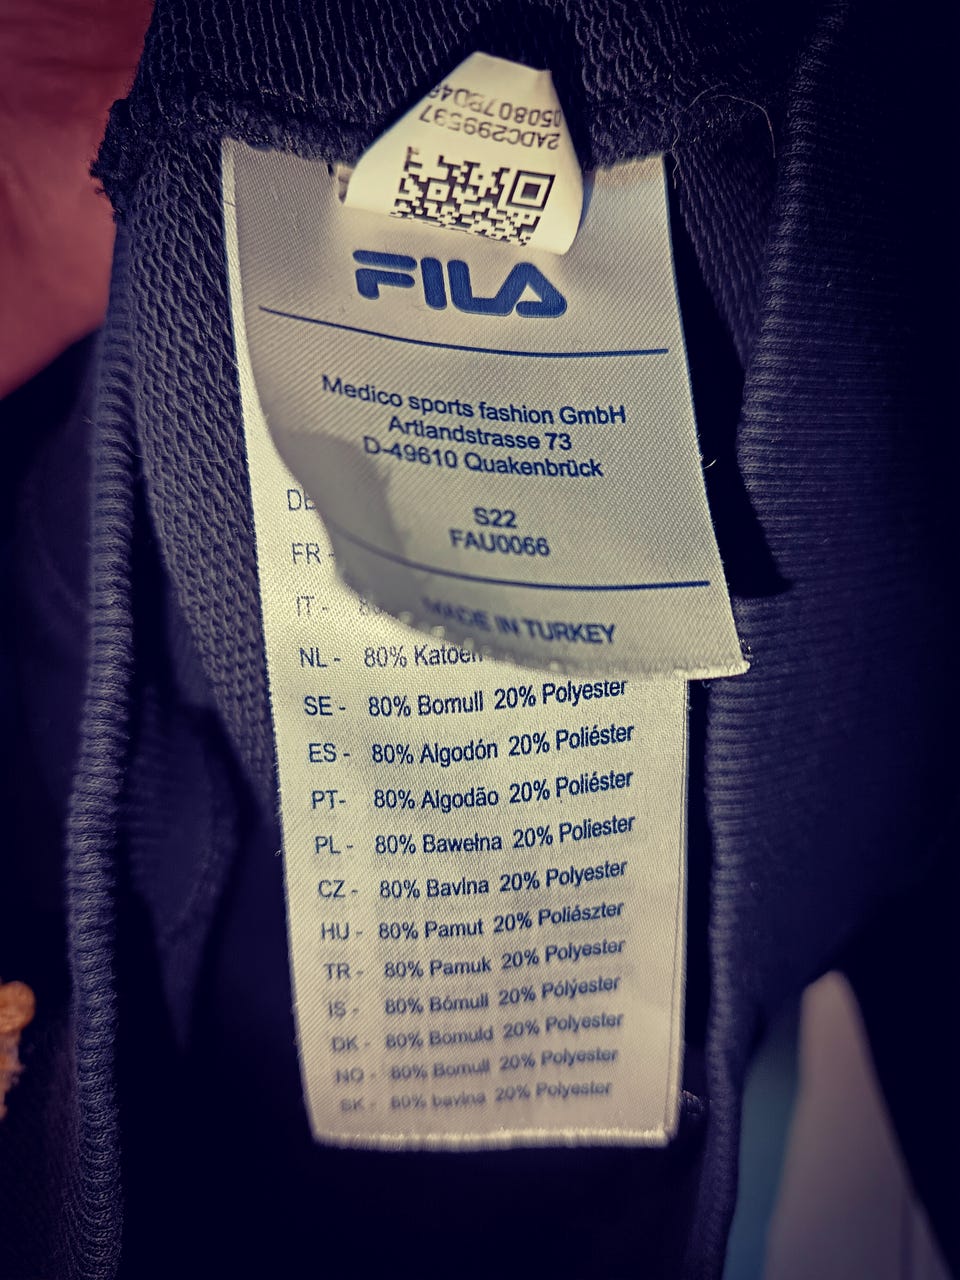 2ADC299597
FILA
Medico sports fashion GmbH
Artlandstrasse 73
D-49610 Quakenbrück
S22
FAU0066
MADE IN TURKEY
FR -
IT -
NL - 80% Katoen
SE - 80% Bomull 20% Polyester
ES - 80% Algodón 20% Poliéster
PT- 80% Algodão 20% Poliéster
PL - 80% Bawełna 20% Poliester
CZ - 80% Bavlna 20% Polyester
HU - 80% Pamut 20% Poliészter
TR - 80% Pamuk 20% Polyester
IS - 80% Bómull 20% Pólýester
DK - 80% Bomuld 20% Polyester
NO - 80% Bomull 20% Polyester
SK - 80% bavlna 20% Polyester